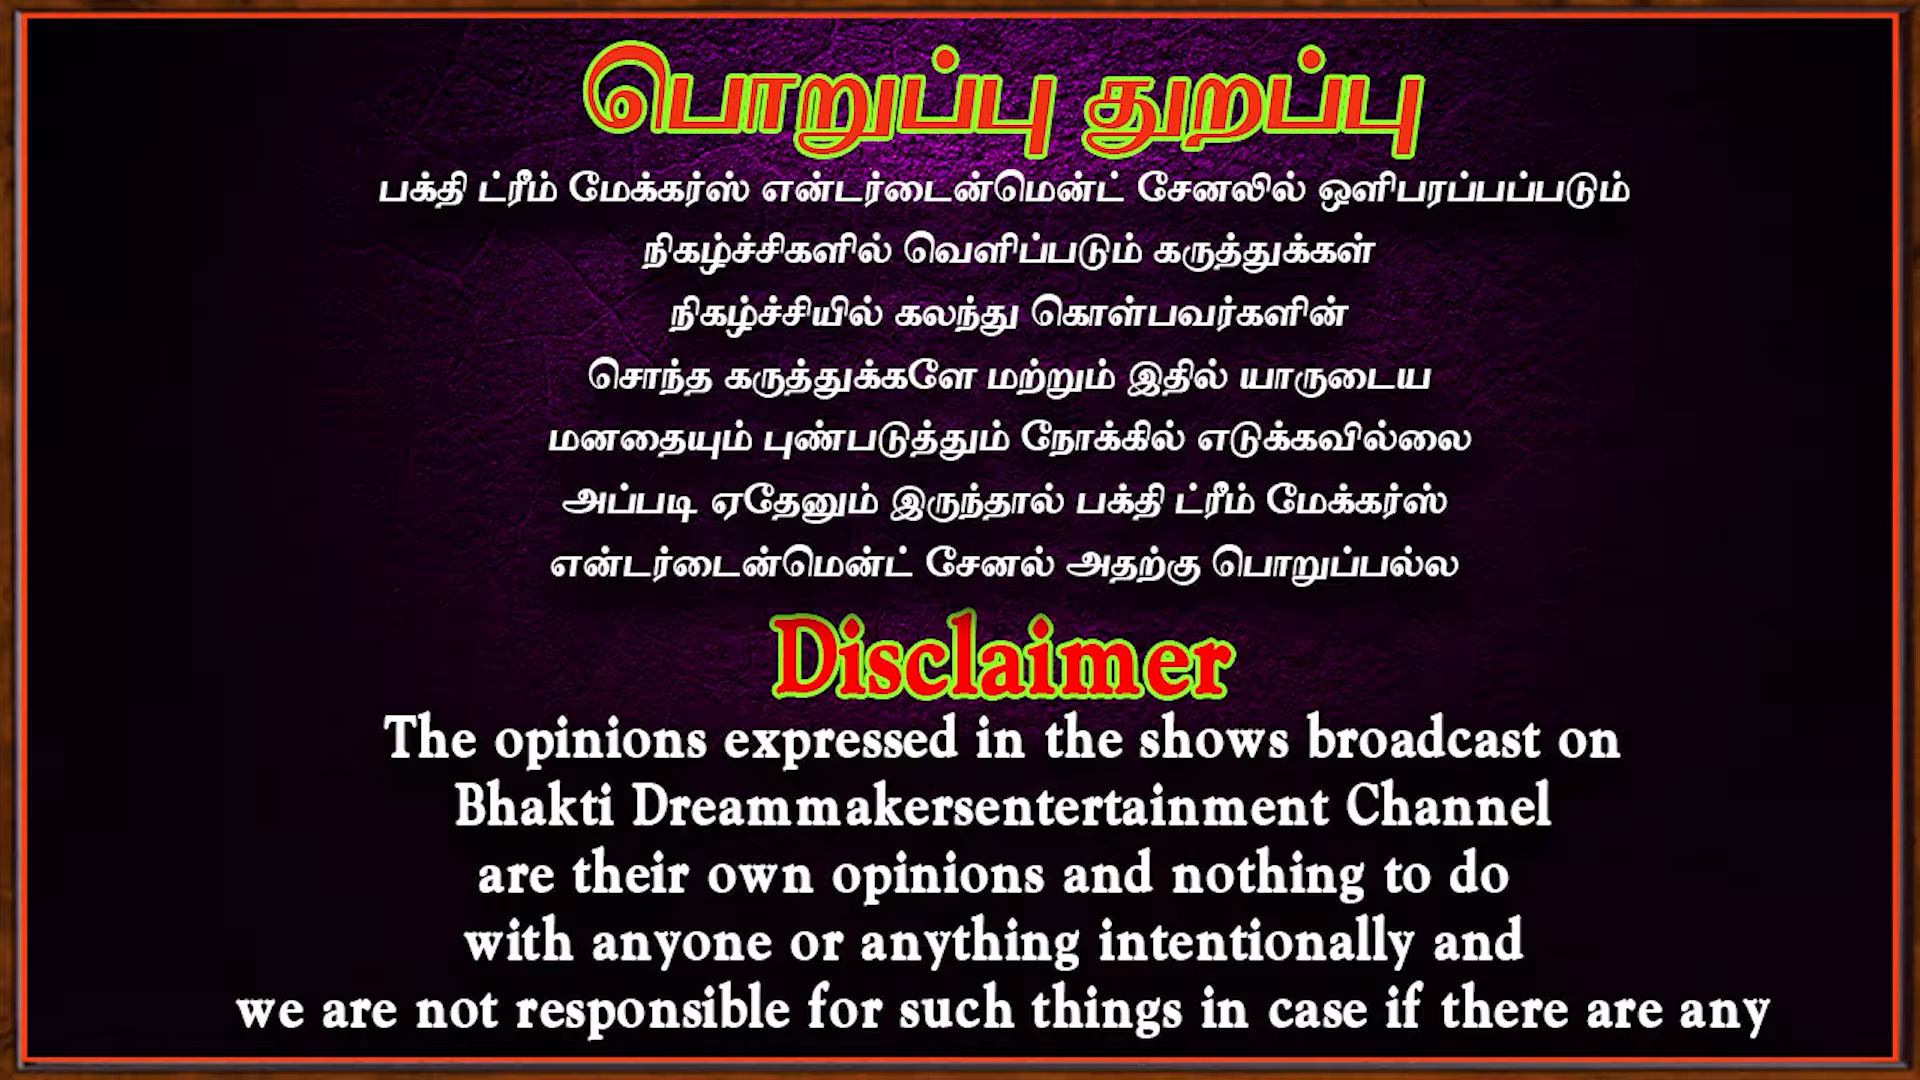 பொறுப்பு துறப்பு
பக்தி ட்ரீம் மேக்கர்ஸ் என்டர்டைன்மென்ட் சேனலில் ஒளிபரப்பப்படும்
நிகழ்ச்சிகளில் வெளிப்படும் கருத்துக்கள்
நிகழ்ச்சியில் கலந்து கொள்பவர்களின்
சொந்த கருத்துக்களே மற்றும் இதில் யாருடைய
மனதையும் புண்படுத்தும் நோக்கில் எடுக்கவில்லை
அப்படி ஏதேனும் இருந்தால் பக்தி ட்ரீம் மேக்கர்ஸ்
என்டர்டைன்மென்ட் சேனல் அதற்கு பொறுப்பல்ல
Disclaimer
The opinions expressed in the shows broadcast on
Bhakti Dreammakersentertainment Channel
are their own opinions and nothing to do
with anyone or anything intentionally and
we are not responsible for such things in case if there are any